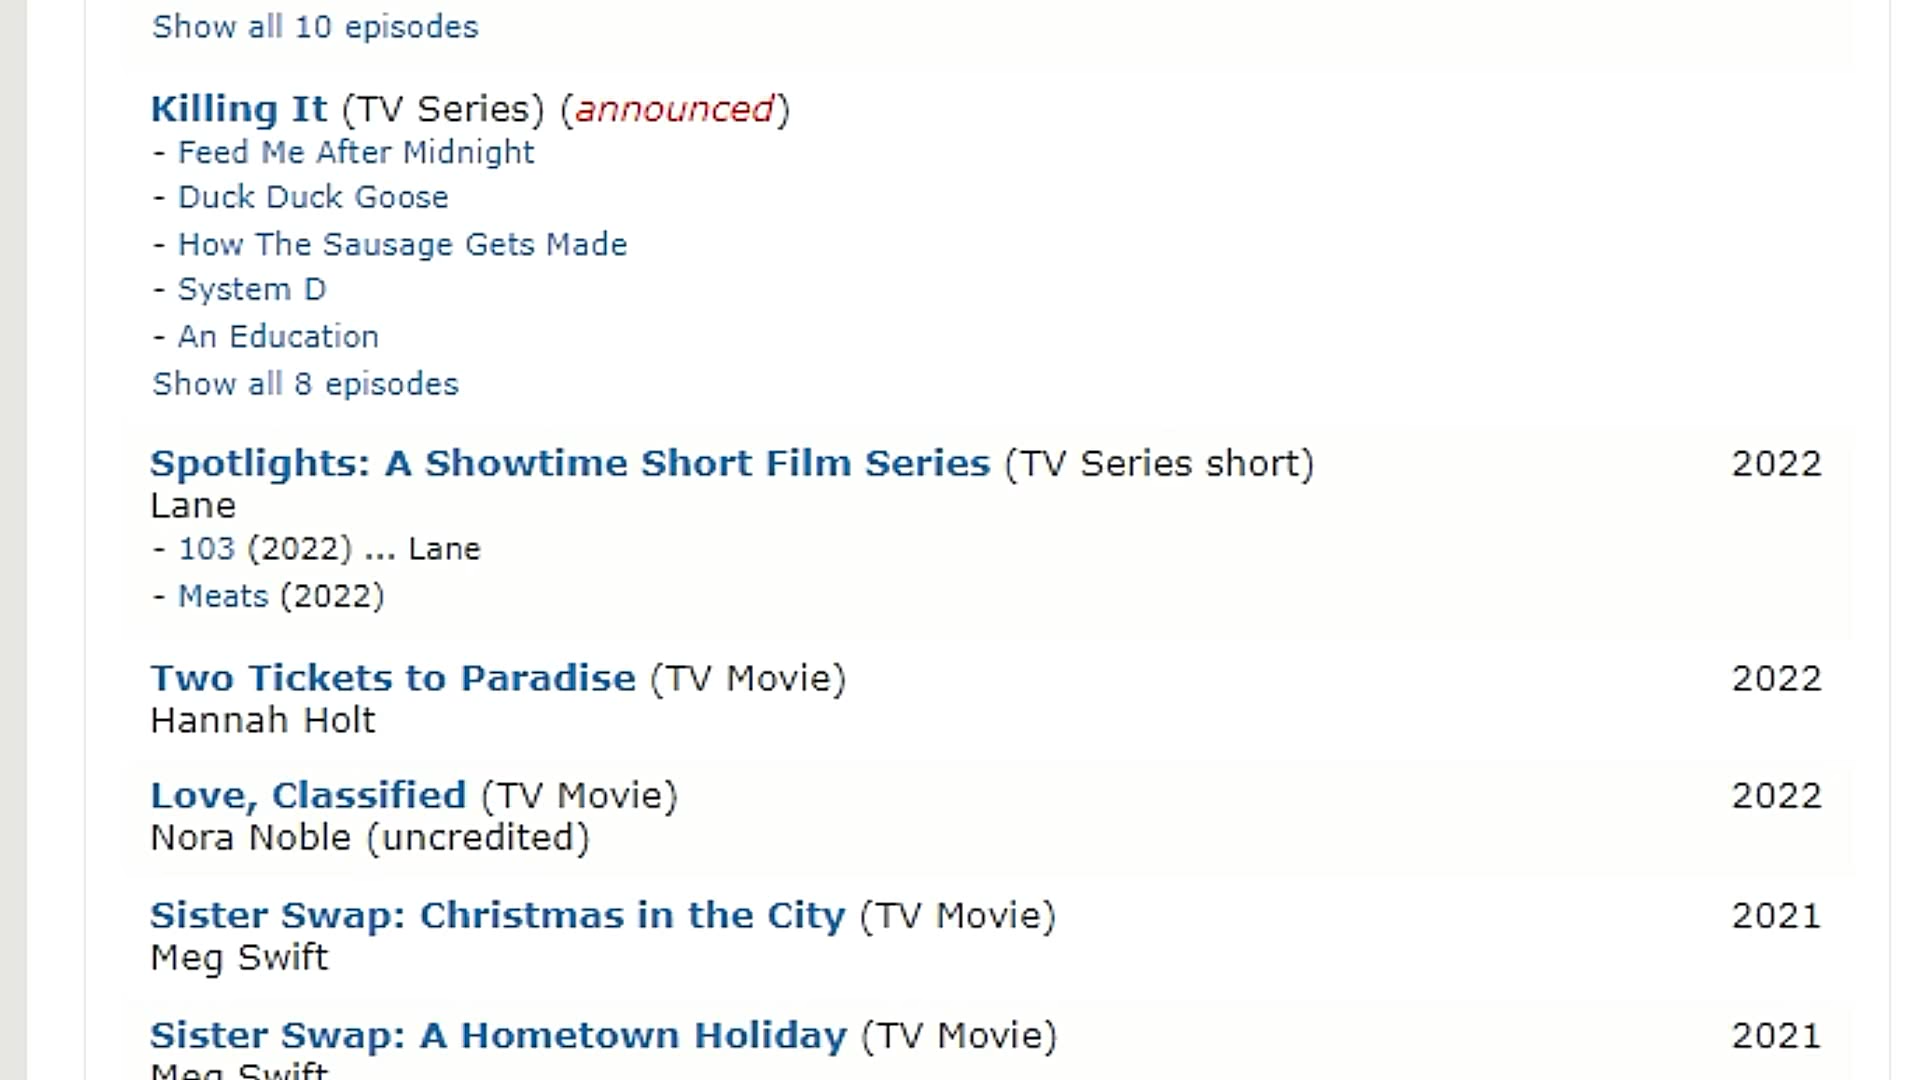 Show all 10 episodes
Killing It (TV Series) (announced)
- Feed Me After Midnight
- Duck Duck Goose
- How The Sausage Gets Made
- System D
- An Education
Show all 8 episodes
Spotlights: A Showtime Short Film Series (TV Series short) 2022
Lane
- 103 (2022) ... Lane
- Meats (2022)
Two Tickets to Paradise (TV Movie) 2022
Hannah Holt
Love, Classified (TV Movie) 2022
Nora Noble (uncredited)
Sister Swap: Christmas in the City (TV Movie) 2021
Meg Swift
Sister Swap: A Hometown Holiday (TV Movie) 2021
Meg Swift